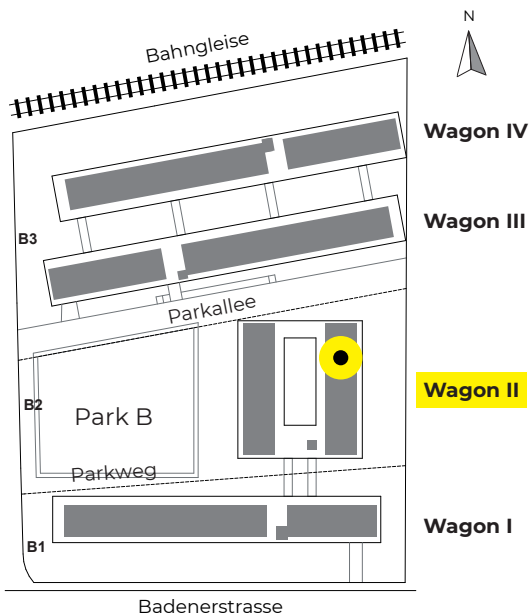 N
Bahngleise
Wagon IV
Wagon III
B3
Parkallee
Wagon II
B2
Park B
Parkweg
Wagon I
B1
Badenerstrasse